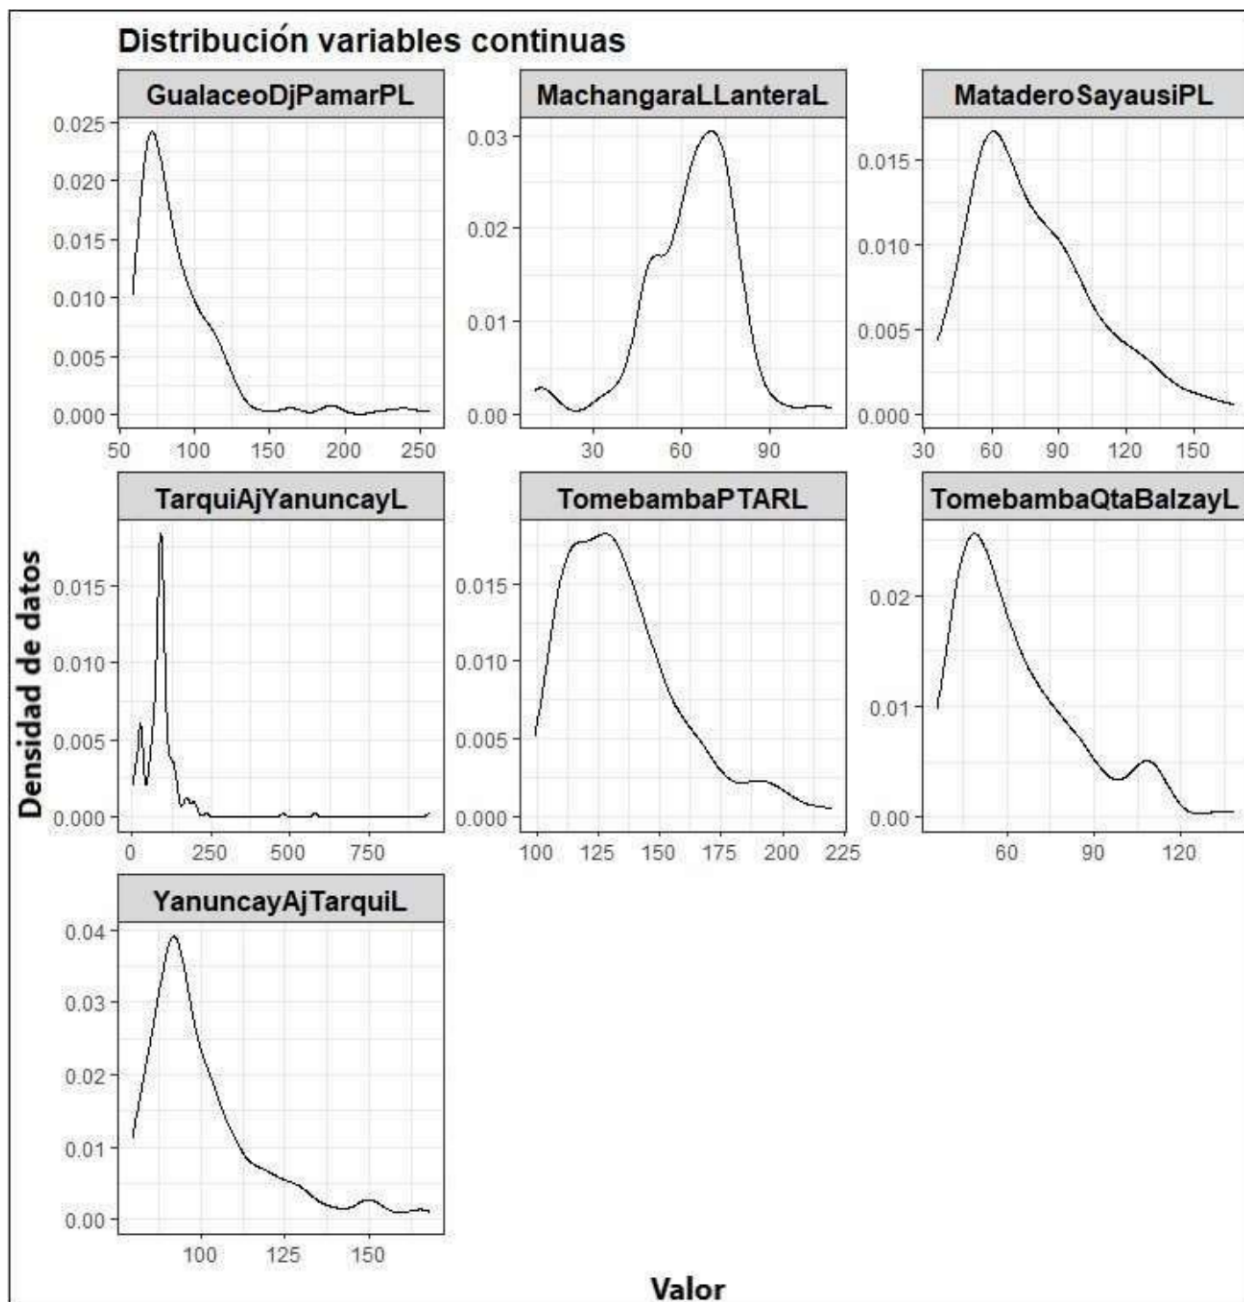 Distribución variables continuas
GualaceoDjPamarPL
MachangaraLLanteraL
MataderoSayausiPL
0.025
0.020
0.015
0.010
0.005
0.000
50 100 150 200 250
0.03
0.02
0.01
0.00
30 60 90
0.015
0.010
0.005
0.000
30 60 90 120 150
Densidad de datos
TarquiAjYanuncayL
TomebambaPTARL
TomebambaQtaBalzayL
0.015
0.010
0.005
0.000
0 250 500 750
0.015
0.010
0.005
0.000
100 125 150 175 200 225
0.02
0.01
0.00
60 90 120
YanuncayAjTarquiL
0.04
0.03
0.02
0.01
0.00
100 125 150
Valor